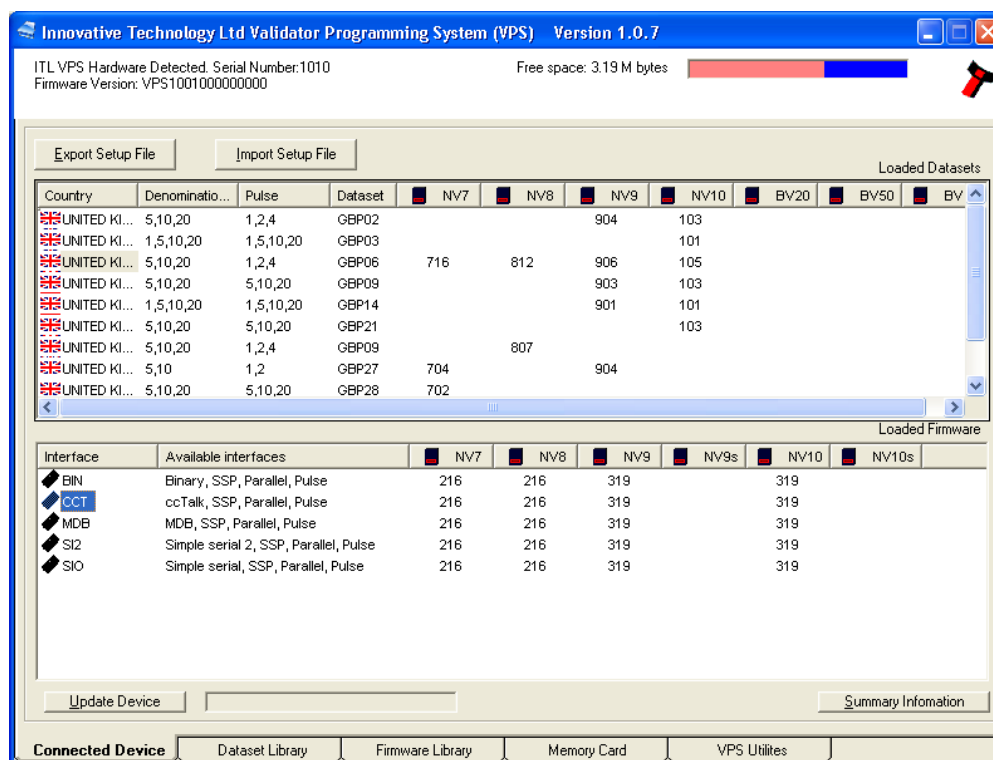 Innovative Technology Ltd Validator Programming System (VPS) Version 1.0.7
ITL VPS Hardware Detected. Serial Number:1010
Firmware Version: VPS1001000000000
Free space: 3.19 M bytes
Export Setup File Import Setup File
Loaded Datasets
Country Denominatio... Pulse Dataset NV7 NV8 NV9 NV10 BV20 BV50 BV
UNITED KI... 5,10,20 1,2,4 GBP02 904 103
UNITED KI... 1,5,10,20 1,5,10,20 GBP03 101
UNITED KI... 5,10,20 1,2,4 GBP06 716 812 906 105
UNITED KI... 5,10,20 5,10,20 GBP09 903 103
UNITED KI... 1,5,10,20 1,5,10,20 GBP14 901 101
UNITED KI... 5,10,20 5,10,20 GBP21 103
UNITED KI... 5,10,20 1,2,4 GBP09 807
UNITED KI... 5,10 1,2 GBP27 704 904
UNITED KI... 5,10,20 5,10,20 GBP28 702
Loaded Firmware
Interface Available interfaces NV7 NV8 NV9 NV9s NV10 NV10s
BIN Binary, SSP, Parallel, Pulse 216 216 319 319
CCT ccTalk, SSP, Parallel, Pulse 216 216 319 319
MDB MDB, SSP, Parallel, Pulse 216 216 319 319
SI2 Simple serial 2, SSP, Parallel, Pulse 216 216 319 319
SIO Simple serial, SSP, Parallel, Pulse 216 216 319 319
Update Device Summary Infomation
Connected Device Dataset Library Firmware Library Memory Card VPS Utilites